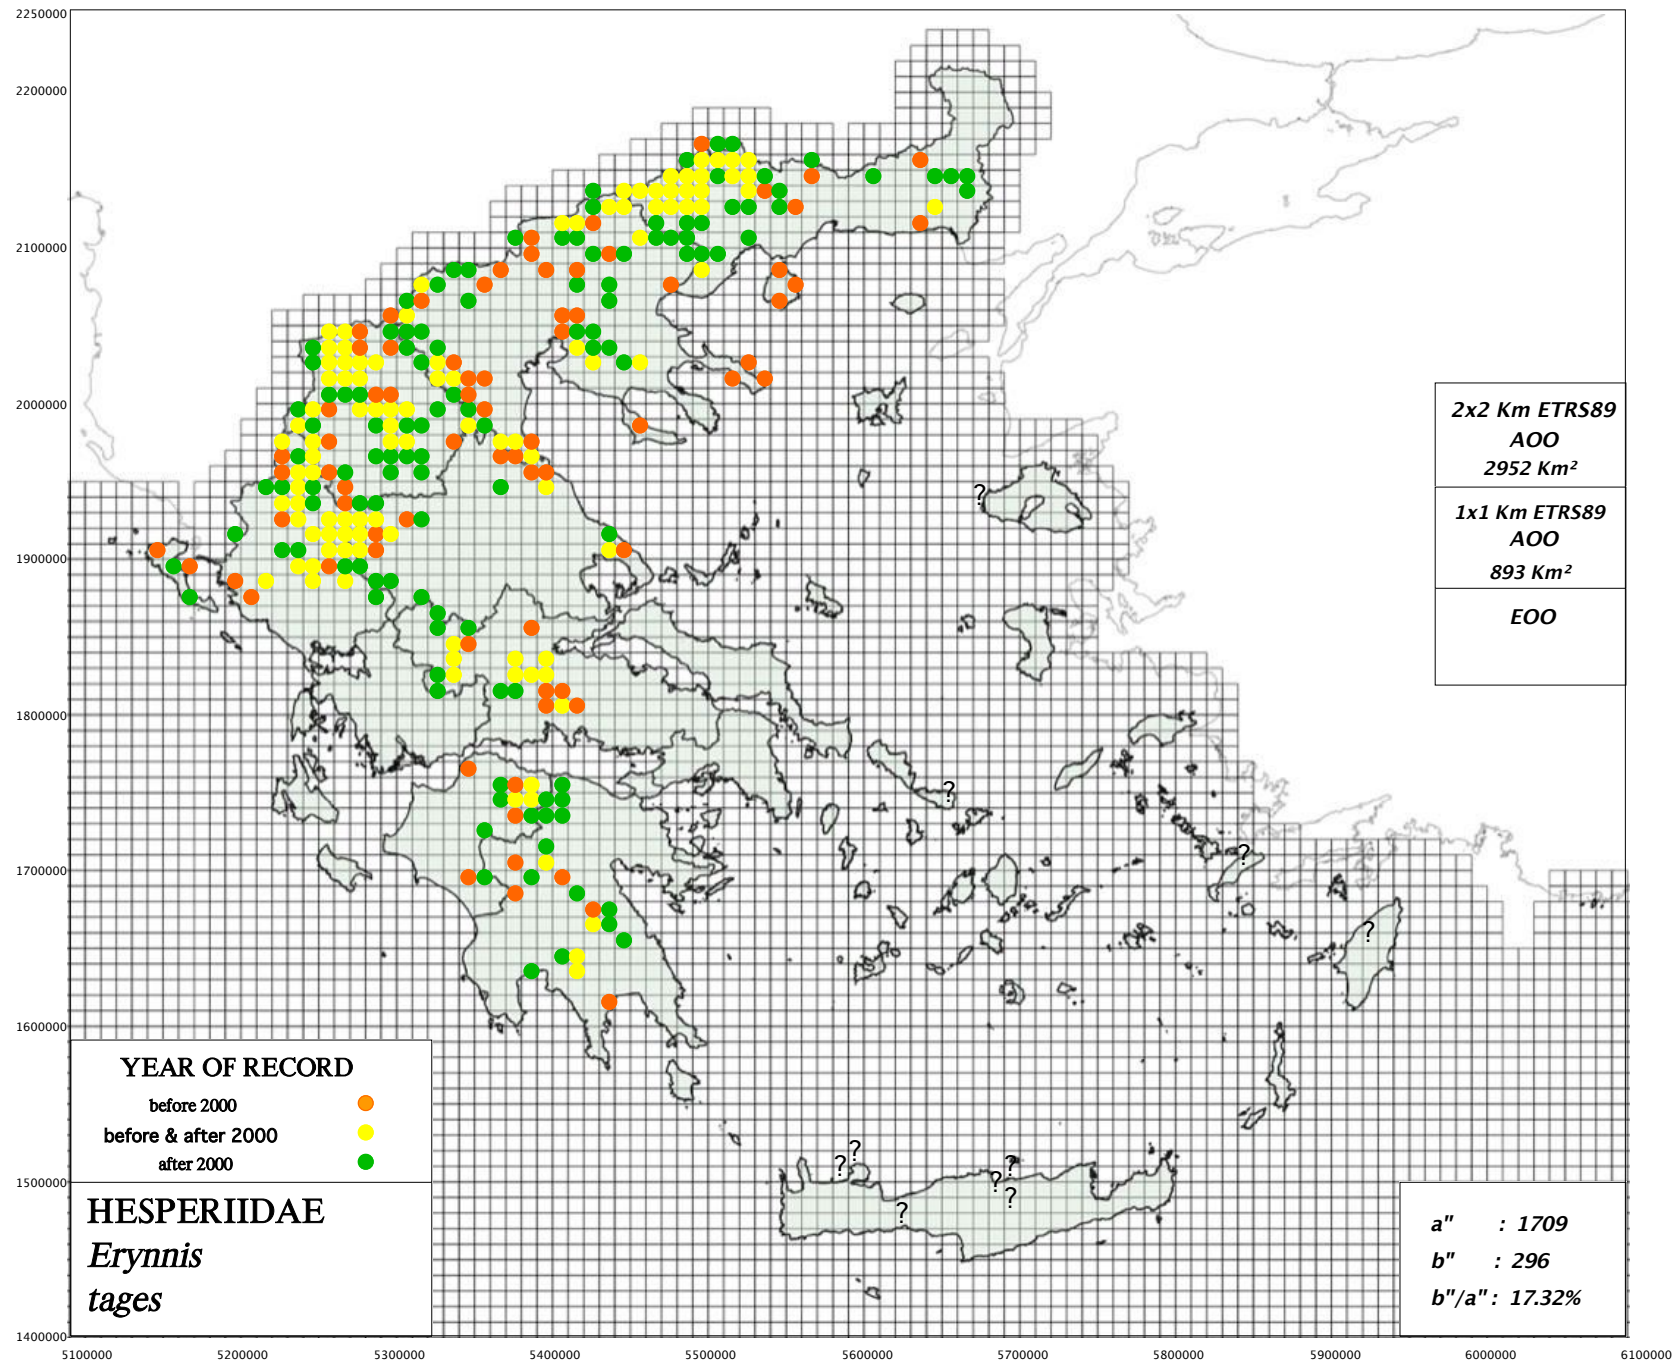 2250000
2200000
2100000
2000000
1900000
1800000
1700000
1600000
1500000
1400000
2x2 Km ETRS89
AOO
2952 Km²
1x1 Km ETRS89
AOO
893 Km²
EOO
?
?
?
?
?
?
?
?
?
?
YEAR OF RECORD
before 2000
before & after 2000
after 2000
HESPERIIDAE
Erynnis
tages
a" : 1709
b" : 296
b"/a" : 17.32%
5100000 5200000 5300000 5400000 5500000 5600000 5700000 5800000 5900000 6000000 6100000